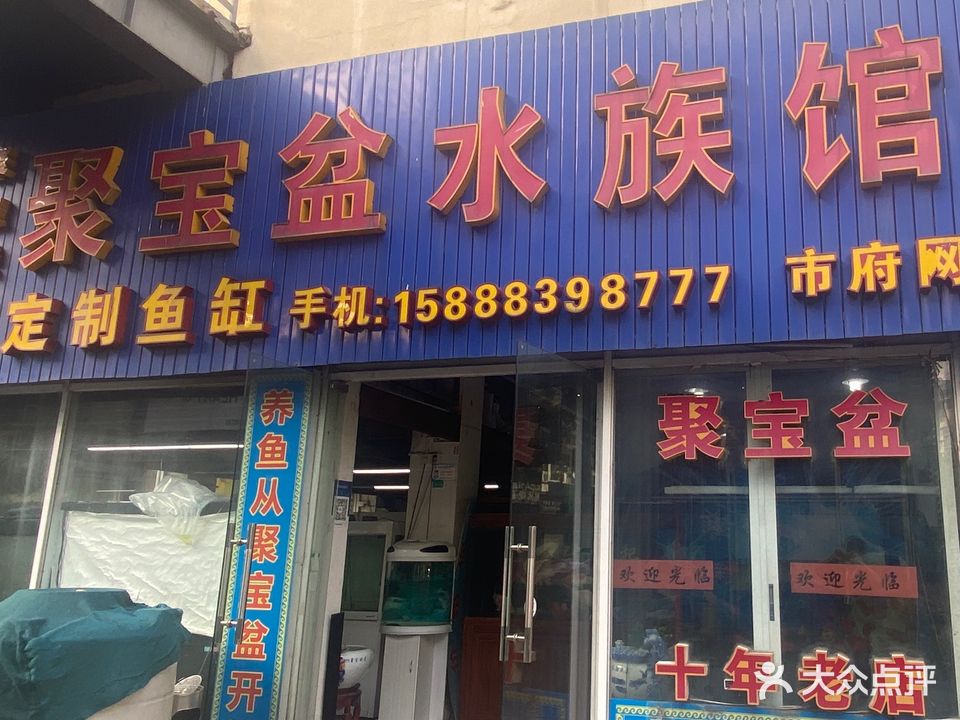 聚宝盆水族馆
定制鱼缸 手机:15888398777 市府网
养鱼从聚宝盆开
聚宝盆
欢迎光临 欢迎光临
十年老店
大众点评